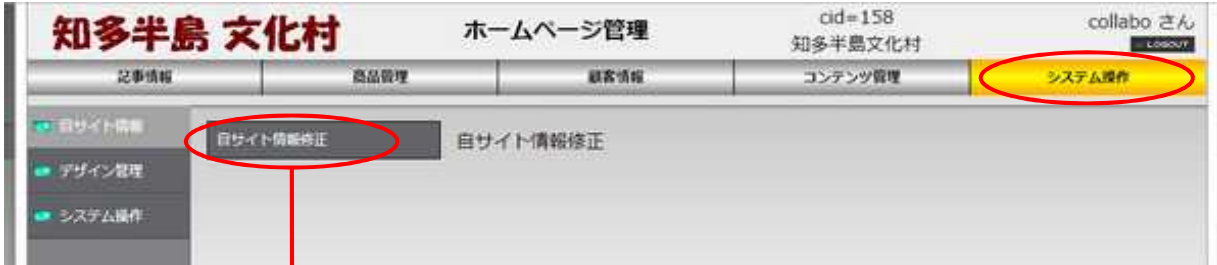 知多半島 文化村
ホームページ管理
cid=158
知多半島文化村
collabo さん
LOGOUT
記事情報
商品管理
顧客情報
コンテンツ管理
システム操作
自サイト情報
自サイト情報修正
自サイト情報修正
デザイン管理
システム操作